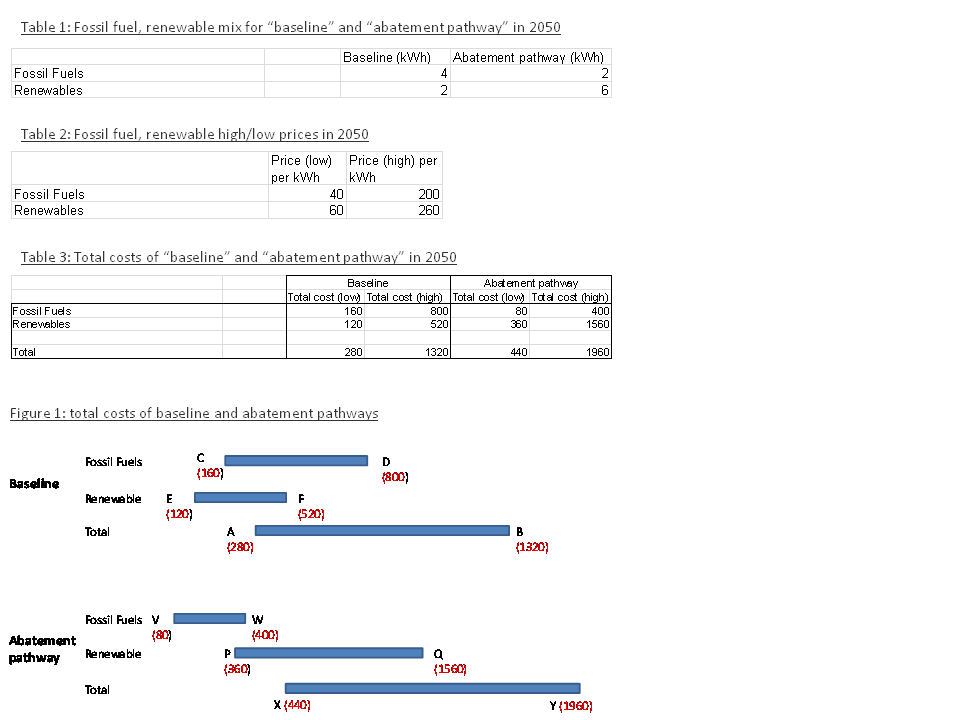 Table 1: Fossil fuel, renewable mix for “baseline” and “abatement pathway” in 2050
Baseline (kWh) Abatement pathway (kWh)
Fossil Fuels 4 2
Renewables 2 6
Table 2: Fossil fuel, renewable high/low prices in 2050
Price (low) Price (high) per
per kWh kWh
Fossil Fuels 40 200
Renewables 60 260
Table 3: Total costs of “baseline” and “abatement pathway” in 2050
Baseline Abatement pathway
Total cost (low) Total cost (high) Total cost (low) Total cost (high)
Fossil Fuels 160 800 80 400
Renewables 120 520 360 1560
Total 280 1320 440 1960
Figure 1: total costs of baseline and abatement pathways
Fossil Fuels C D
(160) (800)
Baseline
Renewable E F
(120) (520)
Total A B
(280) (1320)
Fossil Fuels V W
(80) (400)
Abatement
pathway
Renewable P Q
(360) (1560)
Total
X (440) Y (1960)